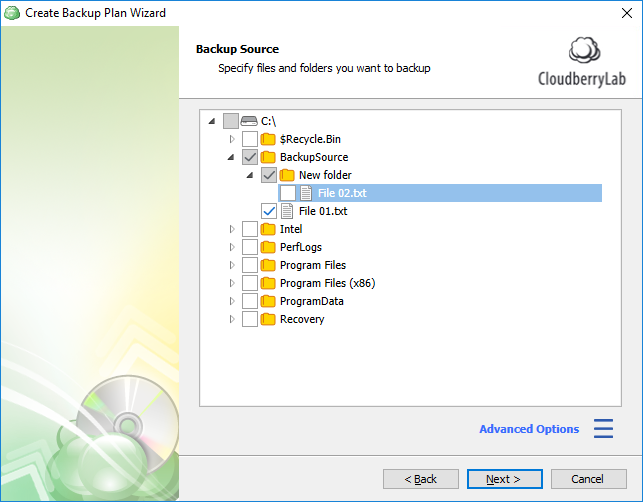 Create Backup Plan Wizard
Backup Source
Specify files and folders you want to backup
CloudberryLab
C:\
$Recycle.Bin
BackupSource
New folder
File 02.txt
File 01.txt
Intel
PerfLogs
Program Files
Program Files (x86)
ProgramData
Recovery
Advanced Options
< Back
Next >
Cancel